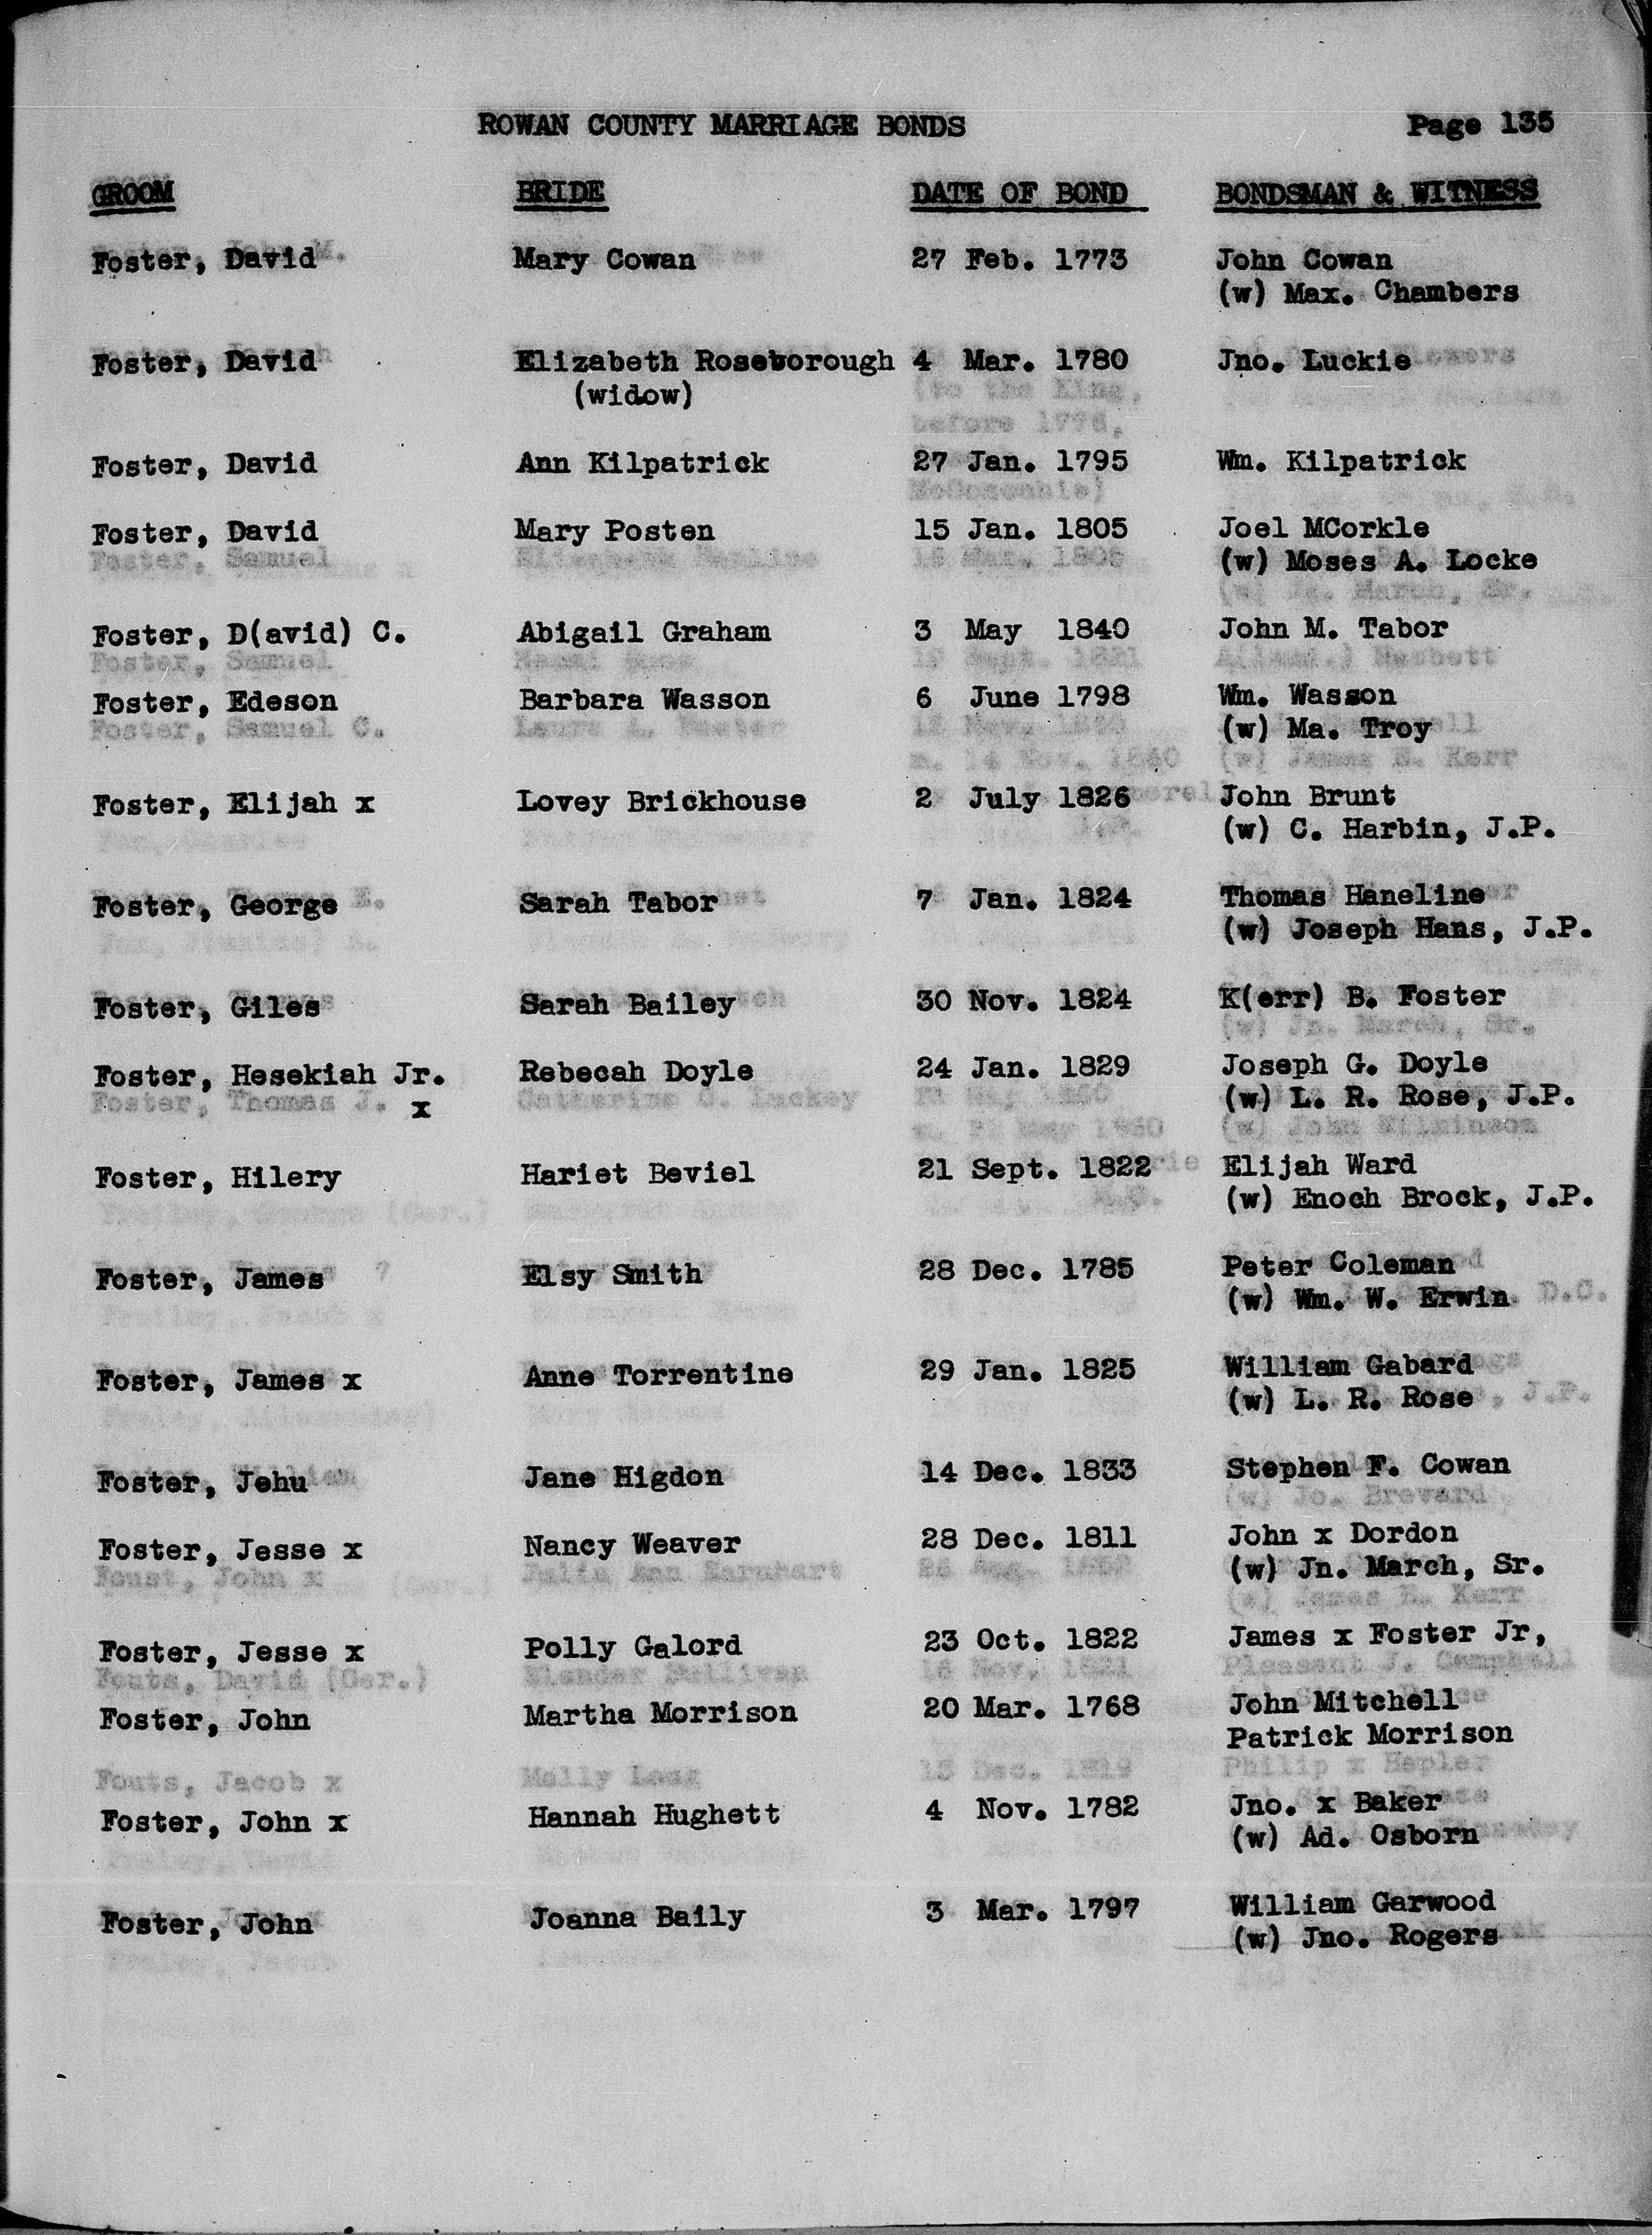 ROWAN COUNTY MARRIAGE BONDS Page 135
GROOM BRIDE DATE OF BOND BONDSMAN & WITNESS
Foster, David Mary Cowan 27 Feb. 1773 John Cowan
(w) Max. Chambers
Foster, David Elizabeth Roseborough 4 Mar. 1780 Jno. Luckie
(widow)
Foster, David Ann Kilpatrick 27 Jan. 1795 Wm. Kilpatrick
Foster, David Mary Posten 15 Jan. 1805 Joel MCorkle
(w) Moses A. Locke
Foster, D(avid) C. Abigail Graham 3 May 1840 John M. Tabor
Foster, Edeson Barbara Wasson 6 June 1798 Wm. Wasson
(w) Ma. Troy
Foster, Elijah x Lovey Brickhouse 2 July 1826 John Brunt
(w) C. Harbin, J.P.
Foster, George Sarah Tabor 7 Jan. 1824 Thomas Haneline
(w) Joseph Hans, J.P.
Foster, Giles Sarah Bailey 30 Nov. 1824 K(err) B. Foster
Foster, Hesekiah Jr. Rebecah Doyle 24 Jan. 1829 Joseph G. Doyle
x (w) L. R. Rose, J.P.
Foster, Hilery Hariet Beviel 21 Sept. 1822 Elijah Ward
(w) Enoch Brock, J.P.
Foster, James Elsy Smith 28 Dec. 1785 Peter Coleman
(w) Wm. W. Erwin
Foster, James x Anne Torrentine 29 Jan. 1825 William Gabard
(w) L. R. Rose
Foster, Jehu Jane Higdon 14 Dec. 1833 Stephen F. Cowan
Foster, Jesse x Nancy Weaver 28 Dec. 1811 John x Dordon
(w) Jn. March, Sr.
Foster, Jesse x Polly Galord 23 Oct. 1822 James x Foster Jr,
Foster, John Martha Morrison 20 Mar. 1768 John Mitchell
Patrick Morrison
Foster, John x Hannah Hughett 4 Nov. 1782 Jno. x Baker
(w) Ad. Osborn
Foster, John Joanna Baily 3 Mar. 1797 William Garwood
(w) Jno. Rogers